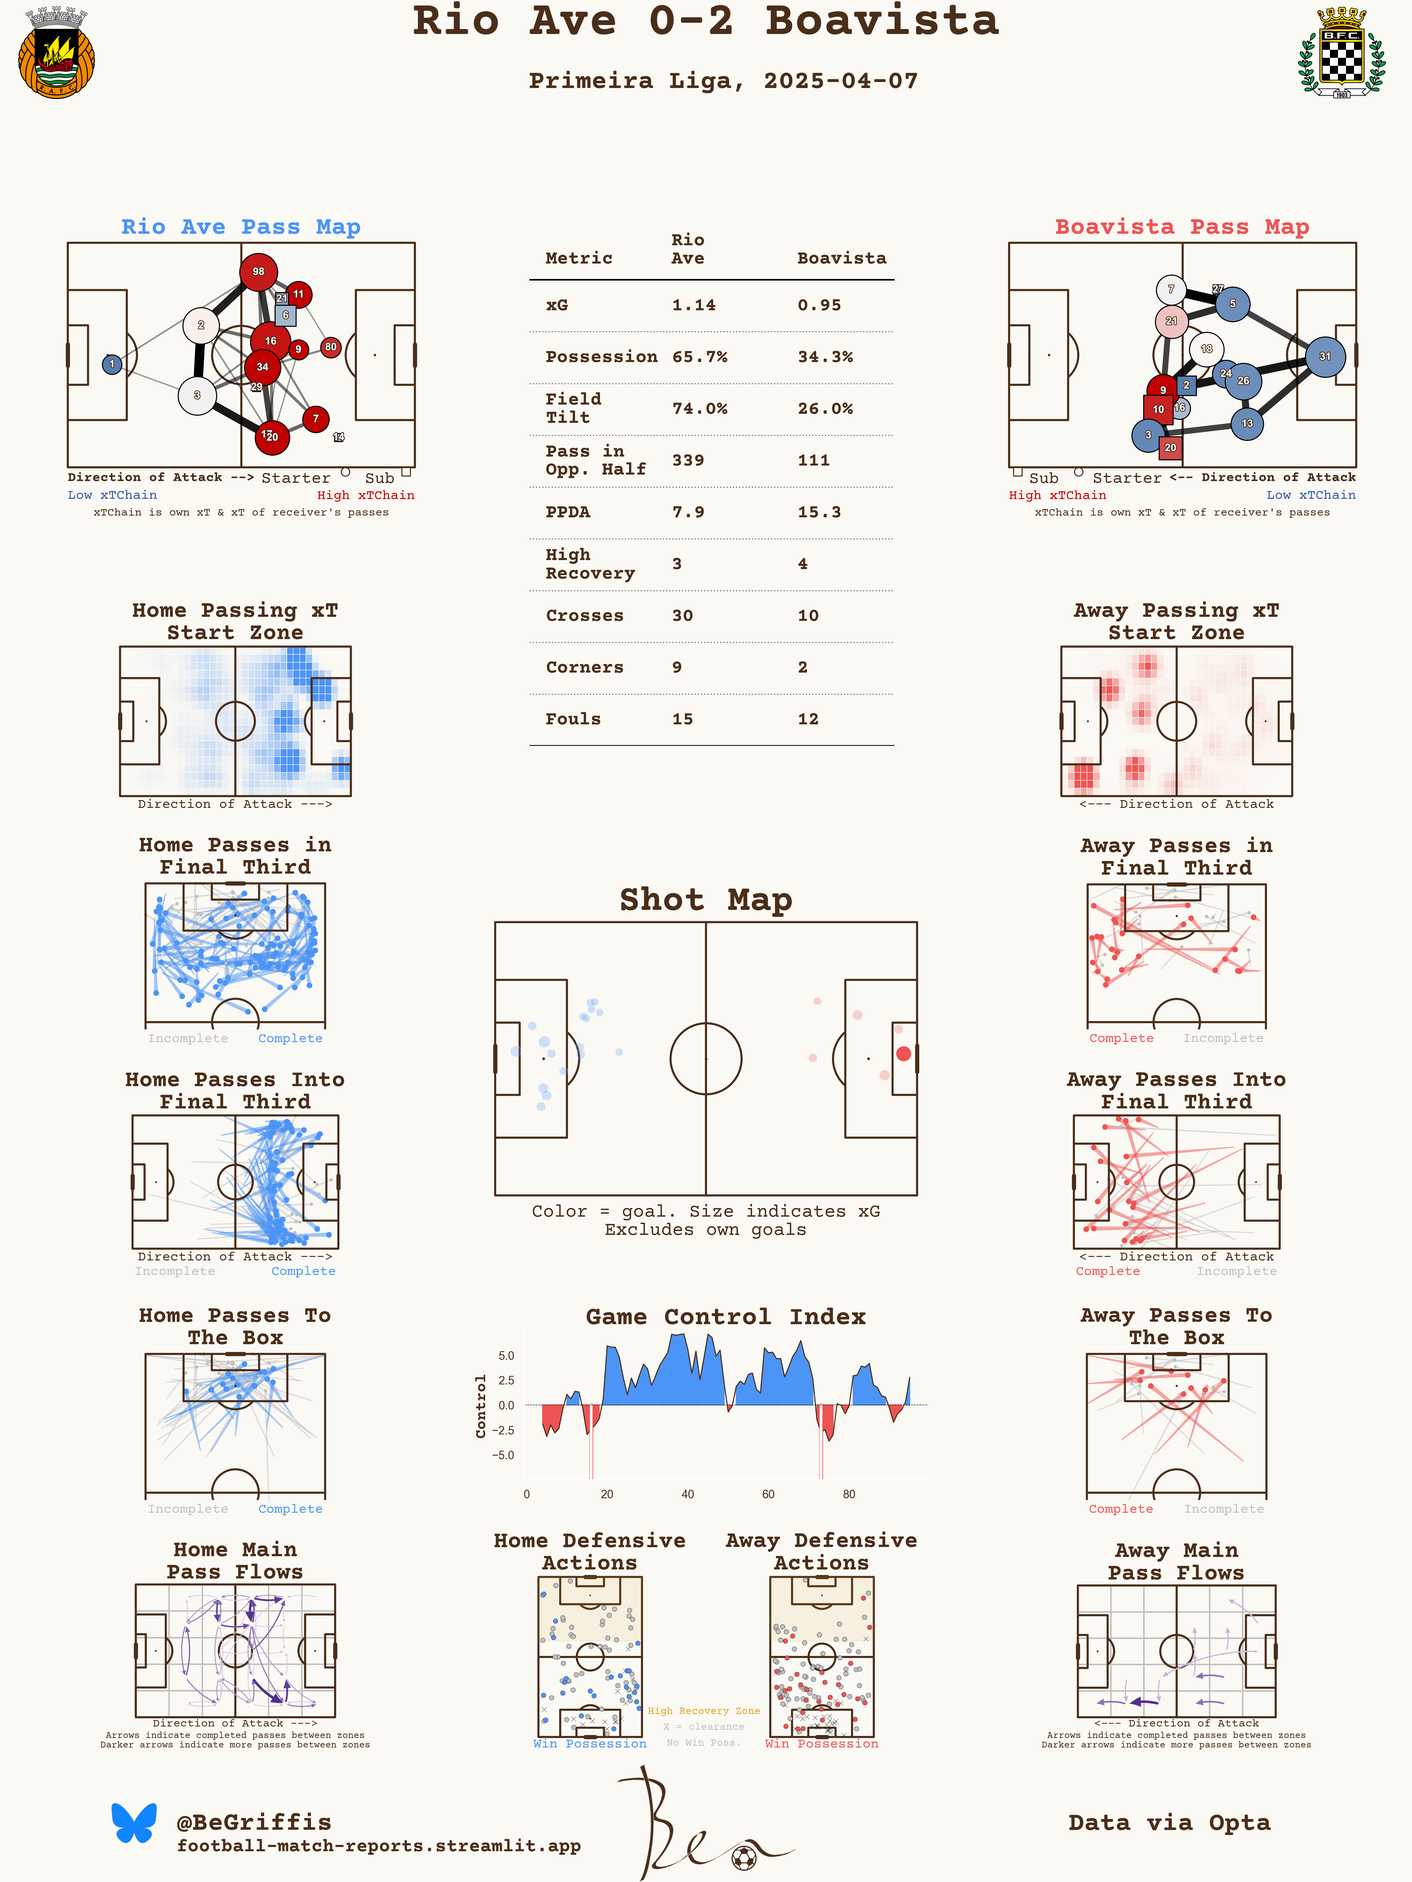 Rio Ave 0-2 Boavista
Primeira Liga, 2025-04-07
B.F.C.
1903
Rio Ave Pass Map
98
21
11
6
2
16
9
80
34
1
29
3
7
20
14
Direction of Attack --> Starter Sub
Low xTChain High xTChain
xTChain is own xT & xT of receiver's passes
Metric Rio Ave Boavista
xG 1.14 0.95
Possession 65.7% 34.3%
Field Tilt 74.0% 26.0%
Pass in Opp. Half 339 111
PPDA 7.9 15.3
High Recovery 3 4
Crosses 30 10
Corners 9 2
Fouls 15 12
Boavista Pass Map
7
27
5
21
18
31
24
26
2
9
10
16
13
3
20
Sub Starter <-- Direction of Attack
High xTChain Low xTChain
xTChain is own xT & xT of receiver's passes
Home Passing xT
Start Zone
Direction of Attack --->
Away Passing xT
Start Zone
<--- Direction of Attack
Home Passes in
Final Third
Incomplete Complete
Away Passes in
Final Third
Complete Incomplete
Shot Map
Color = goal. Size indicates xG
Excludes own goals
Home Passes Into
Final Third
Direction of Attack --->
Incomplete Complete
Away Passes Into
Final Third
<--- Direction of Attack
Complete Incomplete
Home Passes To
The Box
Incomplete Complete
Game Control Index
Control
5.0
2.5
0.0
−2.5
−5.0
0 20 40 60 80
Away Passes To
The Box
Complete Incomplete
Home Main
Pass Flows
Direction of Attack --->
Arrows indicate completed passes between zones
Darker arrows indicate more passes between zones
Home Defensive
Actions
Win Possession
High Recovery Zone
X = clearance
No Win Poss.
Away Defensive
Actions
Win Possession
Away Main
Pass Flows
<--- Direction of Attack
Arrows indicate completed passes between zones
Darker arrows indicate more passes between zones
@BeGriffis
football-match-reports.streamlit.app
Ben
Data via Opta